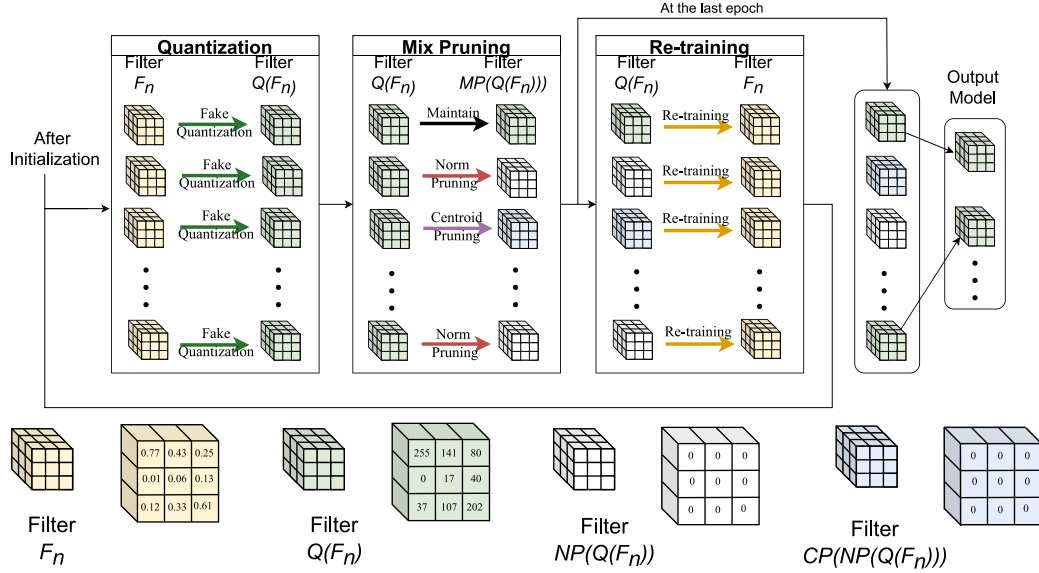 At the last epoch
Quantization
Mix Pruning
Re-training
Filter
Fn
Filter
Q(Fn)
Filter
Q(Fn)
Filter
MP(Q(Fn)))
Filter
Q(Fn)
Filter
Fn
Output
Model
After
Initialization
Fake
Quantization
Fake
Quantization
Fake
Quantization
Fake
Quantization
Maintain
Norm
Pruning
Centroid
Pruning
Norm
Pruning
Re-training
Re-training
Re-training
Re-training
0.77 0.43 0.25
0.01 0.06 0.13
0.12 0.33 0.61
255 141 80
0 17 40
37 107 202
0 0 0
0 0 0
0 0 0
0 0 0
0 0 0
0 0 0
Filter
Fn
Filter
Q(Fn)
Filter
NP(Q(Fn))
Filter
CP(NP(Q(Fn)))